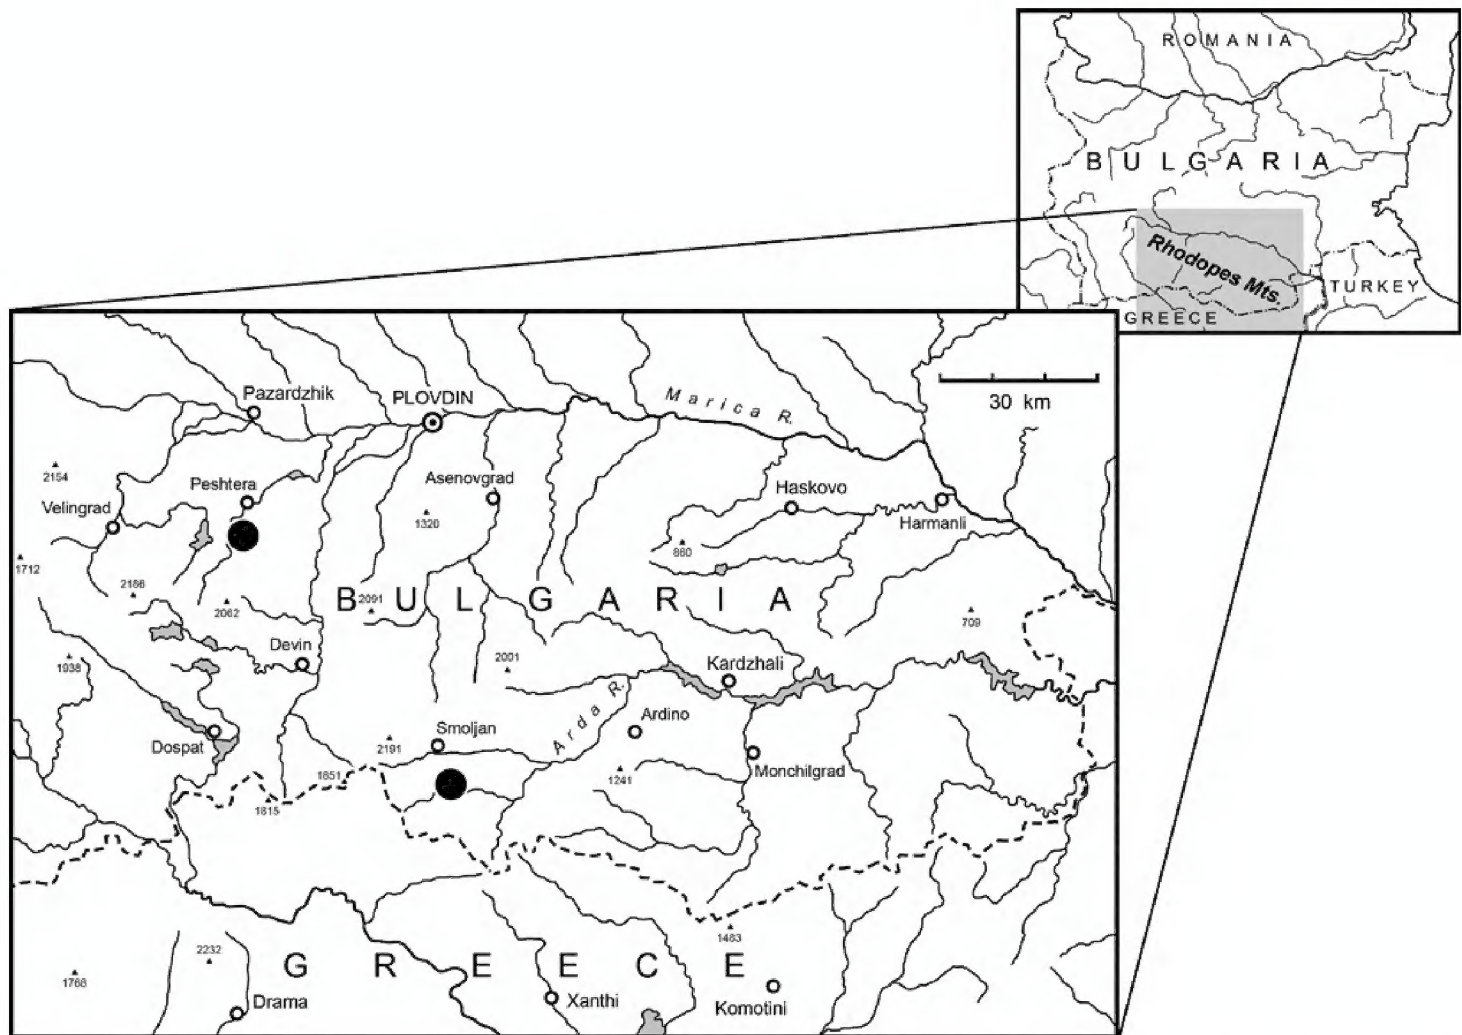 ROMANIA
BULGARIA
Rhodopes Mts.
TURKEY
GREECE
Pazardzhik
PLOVDIN
Marica R.
30 km
2154
Peshtera
Asenovgrad
Velingrad
Haskovo
1320
Harmanli
860
1712
2186
2062
BULGARIA
2091
709
Devin
1938
2001
Kardzhali
Arda R.
Ardino
Smoljan
Dospat
2191
Monchilgrad
1851
1241
1815
1483
2232
GREECE
1766
Drama
Xanthi
Komotini